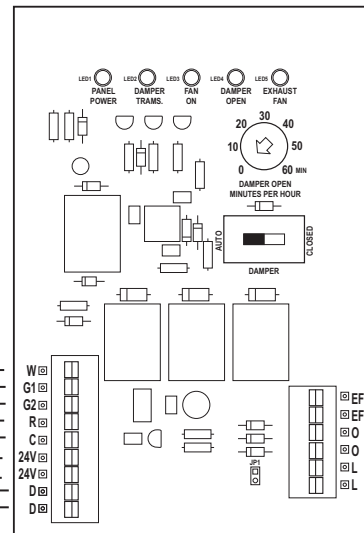 LED1 LED2 LED3 LED4 LED5
PANEL POWER
DAMPER TRAMS.
FAN ON
DAMPER OPEN
EXHAUST FAN
0 10 20 30 40 50 60 MIN
DAMPER OPEN
MINUTES PER HOUR
AUTO
CLOSED
DAMPER
W
G1
G2
R
C
24V
24V
D
D
JP1
EF
EF
O
O
L
L